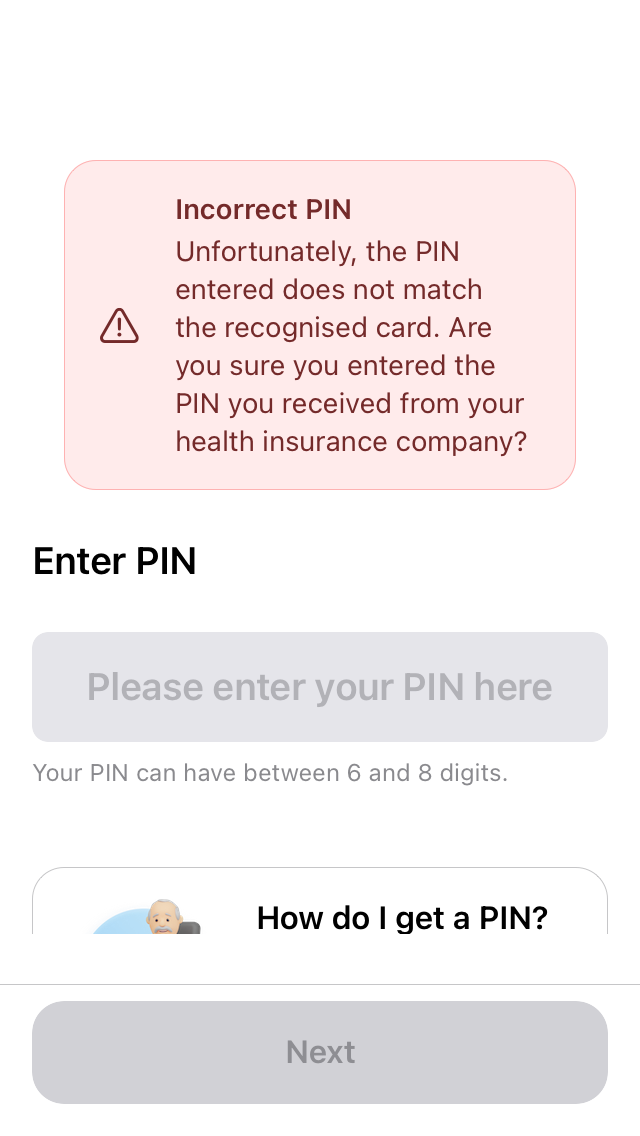 Incorrect PIN
Unfortunately, the PIN
entered does not match
the recognised card. Are
you sure you entered the
PIN you received from your
health insurance company?
Enter PIN
Please enter your PIN here
Your PIN can have between 6 and 8 digits.
How do I get a PIN?
Next